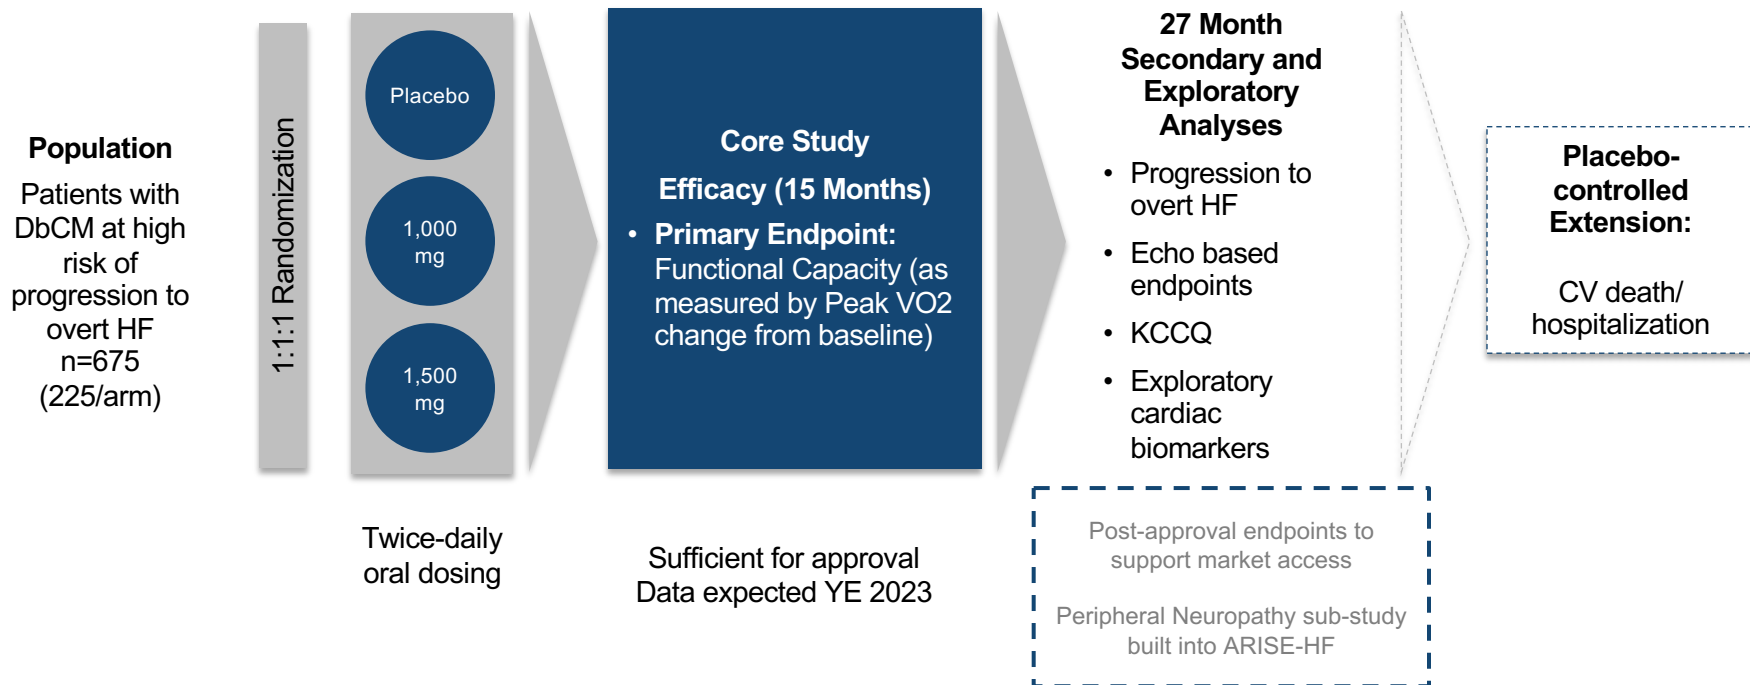 Population
Patients with
DbCM at high
risk of
progression to
overt HF
n=675
(225/arm)
1:1:1 Randomization
Placebo
1,000
mg
1,500
mg
Twice-daily
oral dosing
Core Study
Efficacy (15 Months)
• Primary Endpoint:
Functional Capacity (as
measured by Peak VO2
change from baseline)
Sufficient for approval
Data expected YE 2023
27 Month
Secondary and
Exploratory
Analyses
• Progression to
overt HF
• Echo based
endpoints
• KCCQ
• Exploratory
cardiac
biomarkers
Post-approval endpoints to
support market access
Peripheral Neuropathy sub-study
built into ARISE-HF
Placebo-
controlled
Extension:
CV death/
hospitalization